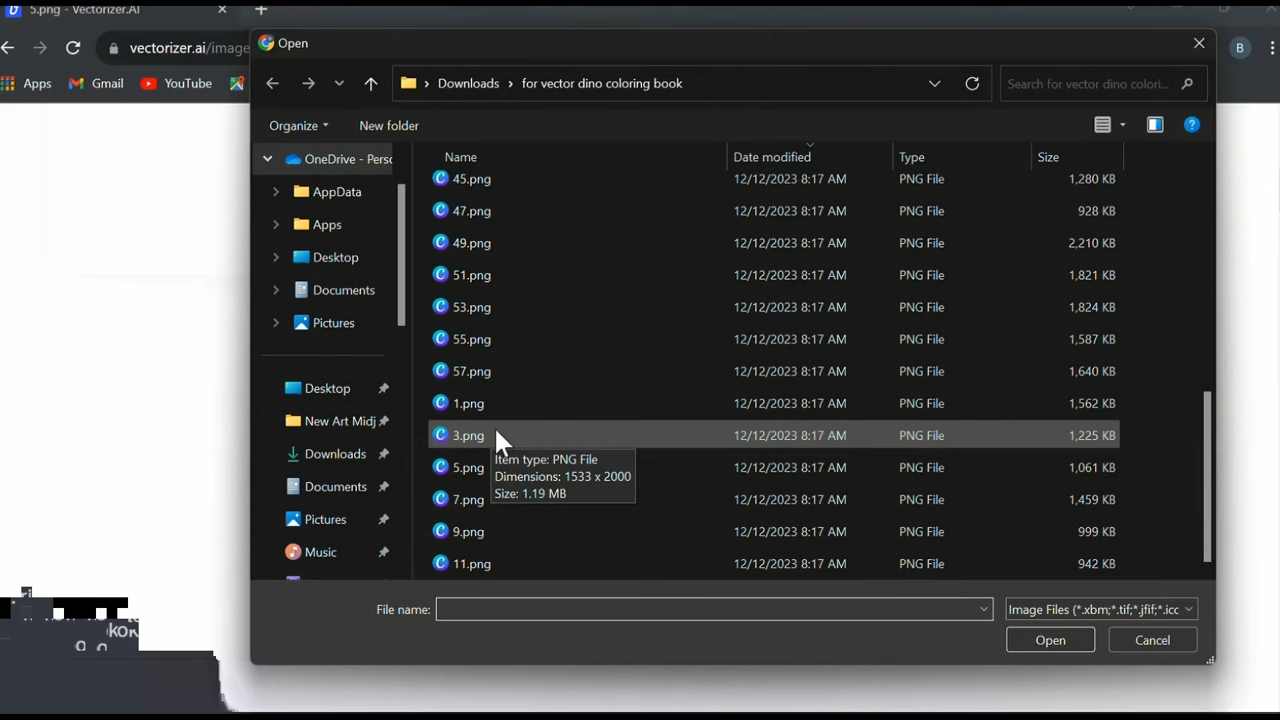 5.png - Vectorizer.AI
Open
vectorizer.ai/image
B
Downloads
for vector dino coloring book
Search for vector dino colori...
Apps
Gmail
YouTube
Organize
New folder
Name
Date modified
Type
Size
OneDrive - Perso
AppData
Apps
Desktop
Documents
Pictures
Desktop
New Art Midj
Downloads
Documents
Pictures
Music
45.png 12/12/2023 8:17 AM PNG File 1,280 KB
47.png 12/12/2023 8:17 AM PNG File 928 KB
49.png 12/12/2023 8:17 AM PNG File 2,210 KB
51.png 12/12/2023 8:17 AM PNG File 1,821 KB
53.png 12/12/2023 8:17 AM PNG File 1,824 KB
55.png 12/12/2023 8:17 AM PNG File 1,587 KB
57.png 12/12/2023 8:17 AM PNG File 1,640 KB
1.png 12/12/2023 8:17 AM PNG File 1,562 KB
3.png 12/12/2023 8:17 AM PNG File 1,225 KB
Item type: PNG File
Dimensions: 1533 x 2000
Size: 1.19 MB
5.png 12/12/2023 8:17 AM PNG File 1,061 KB
7.png 12/12/2023 8:17 AM PNG File 1,459 KB
9.png 12/12/2023 8:17 AM PNG File 999 KB
11.png 12/12/2023 8:17 AM PNG File 942 KB
File name:
Image Files (*.xbm;*.tif;*.jfif;*.icc
Open
Cancel